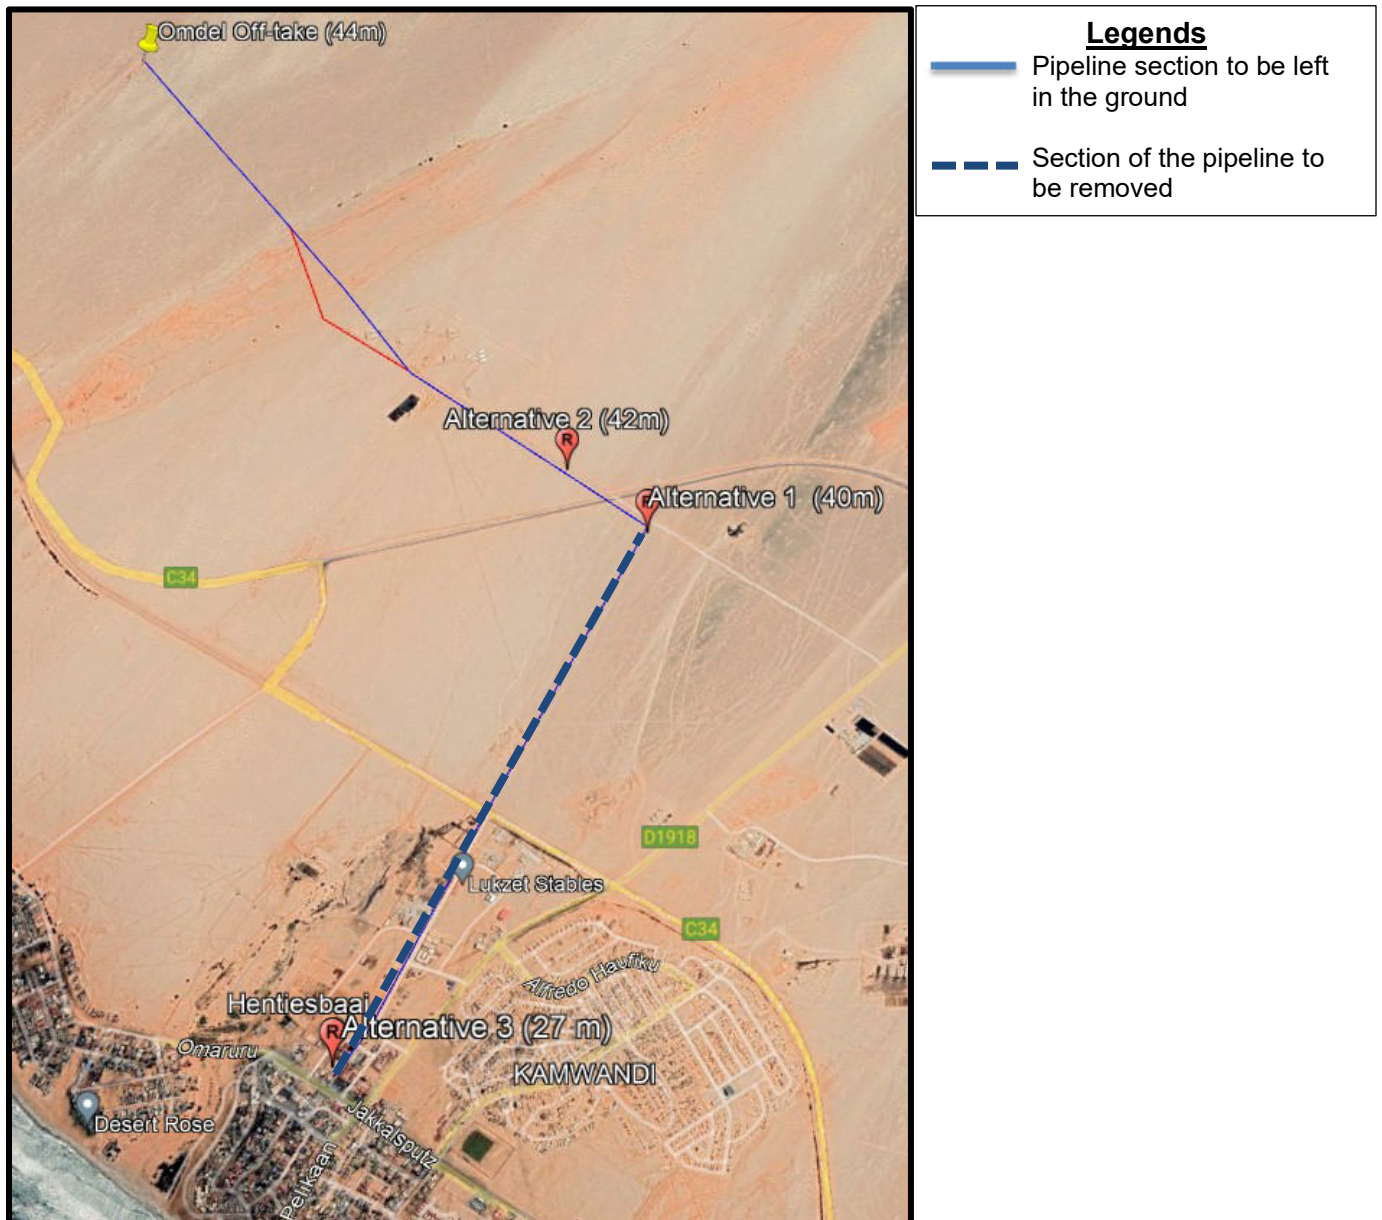 Omdel Off-take (44m)
Legends
Pipeline section to be left
in the ground
Section of the pipeline to
be removed
Alternative 2 (42m)
R
Alternative 1 (40m)
C34
D1918
Lukzet Stables
C34
Alfredo Haufiku
Hentiesbaai
R
Alternative 3 (27 m)
Omaruru
KAMWANDI
Desert Rose
Jakkalsputz
Pelikaan